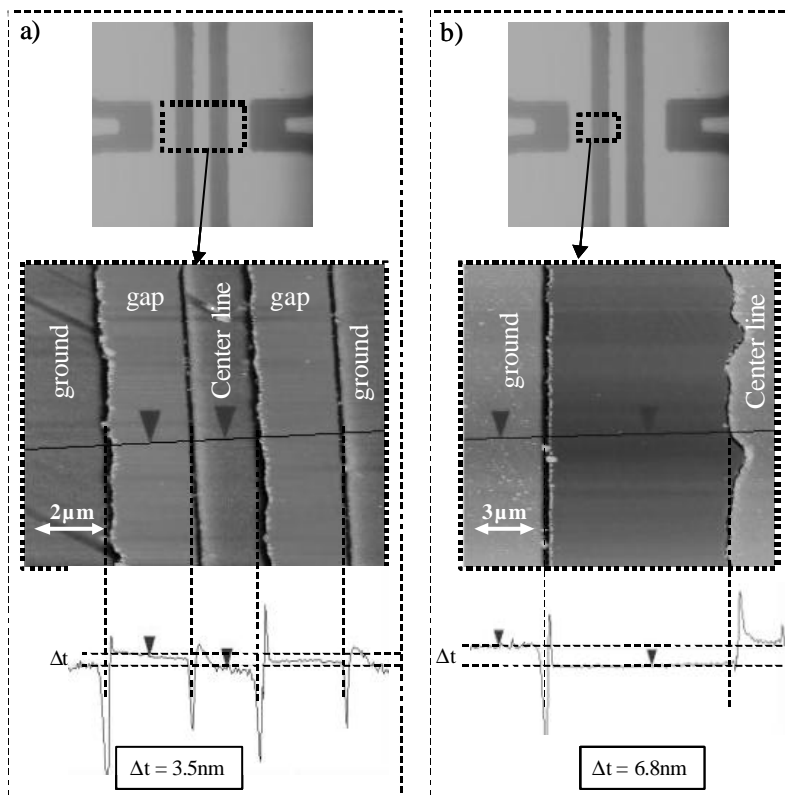 a)
ground
gap
Center line
gap
ground
2μm
Δt
Δt = 3.5nm
b)
ground
Center line
3μm
Δt
Δt = 6.8nm